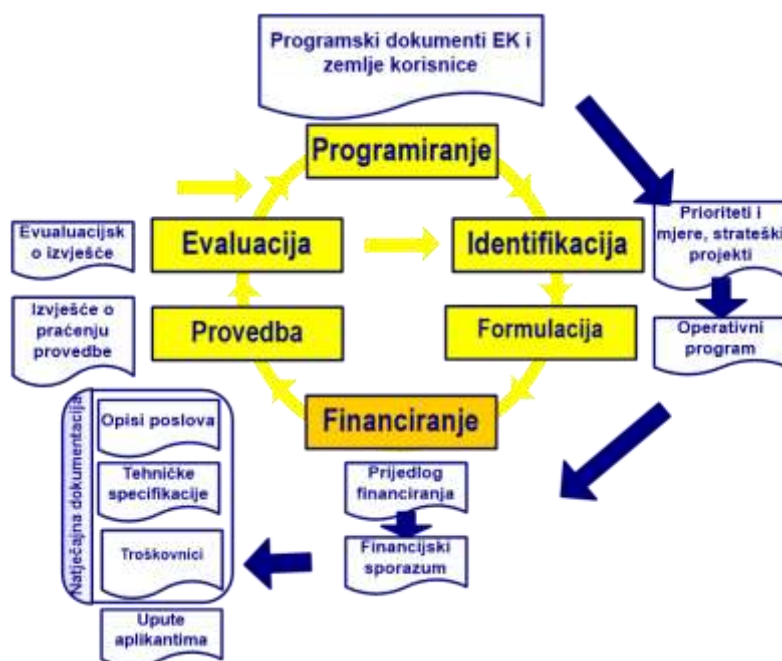 Programski dokumenti EK i
zemlje korisnice
Programiranje
Evaluacija
Identifikacija
Prioriteti i
mjere, strateški
projekti
Evualuacijsk
o izvješće
Izvješće o
praćenju
provedbe
Provedba
Formulacija
Operativni
program
Financiranje
Natječajna dokumentacija
Opisi poslova
Tehničke
specifikacije
Troškovnici
Prijedlog
financiranja
Financijski
sporazum
Upute
aplikantima